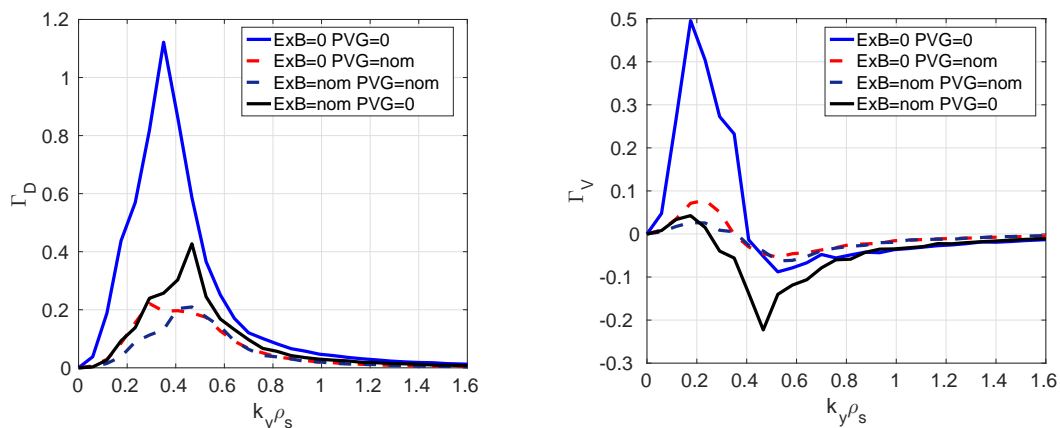 1.2
1
0.8
0.6
0.4
0.2
0
Γ_D
ExB=0 PVG=0
ExB=0 PVG=nom
ExB=nom PVG=nom
ExB=nom PVG=0
0 0.2 0.4 0.6 0.8 1 1.2 1.4 1.6
k_yρ_s
0.5
0.4
0.3
0.2
0.1
0
-0.1
-0.2
-0.3
Γ_V
ExB=0 PVG=0
ExB=0 PVG=nom
ExB=nom PVG=nom
ExB=nom PVG=0
0 0.2 0.4 0.6 0.8 1 1.2 1.4 1.6
k_yρ_s